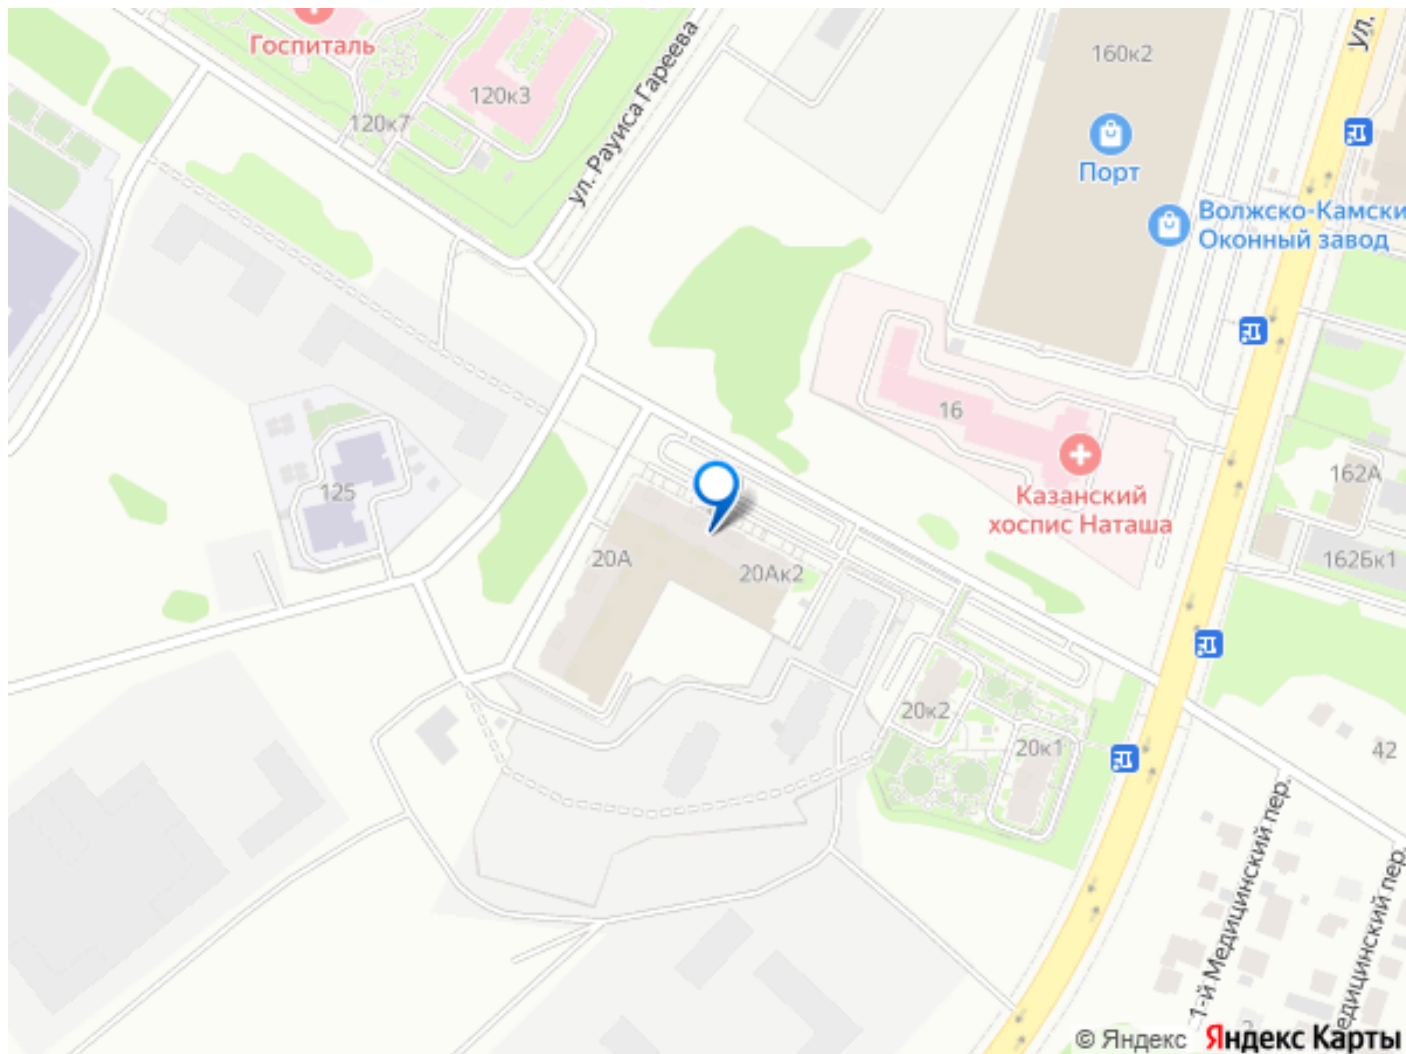 Госпиталь
120к3
120к7
ул. Рауиса Гареева
160к2
ул.
Порт
Волжско-Камски
Оконный завод
16
Казанский
хоспис Наташа
162А
162Бк1
125
20А
20Ак2
20к2
20к1
42
1-й Медицинский пер.
едицинский пер.
© Яндекс Яндекс Карты